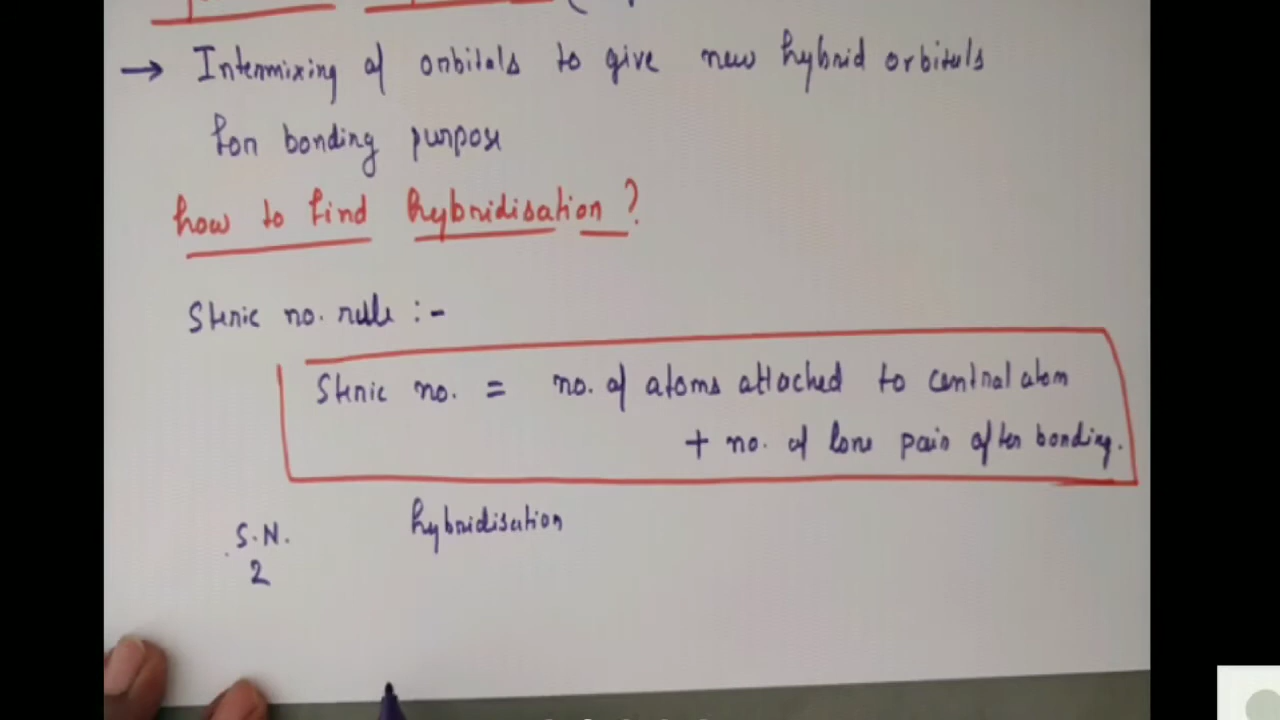 → Intermixing of orbitals to give new hybrid orbitals
for bonding purpose
how to find hybridisation ?
Steric no. rule :-
Steric no. = no. of atoms attached to central atom
+ no. of lone pair after bonding.
S.N. hybridisation
2